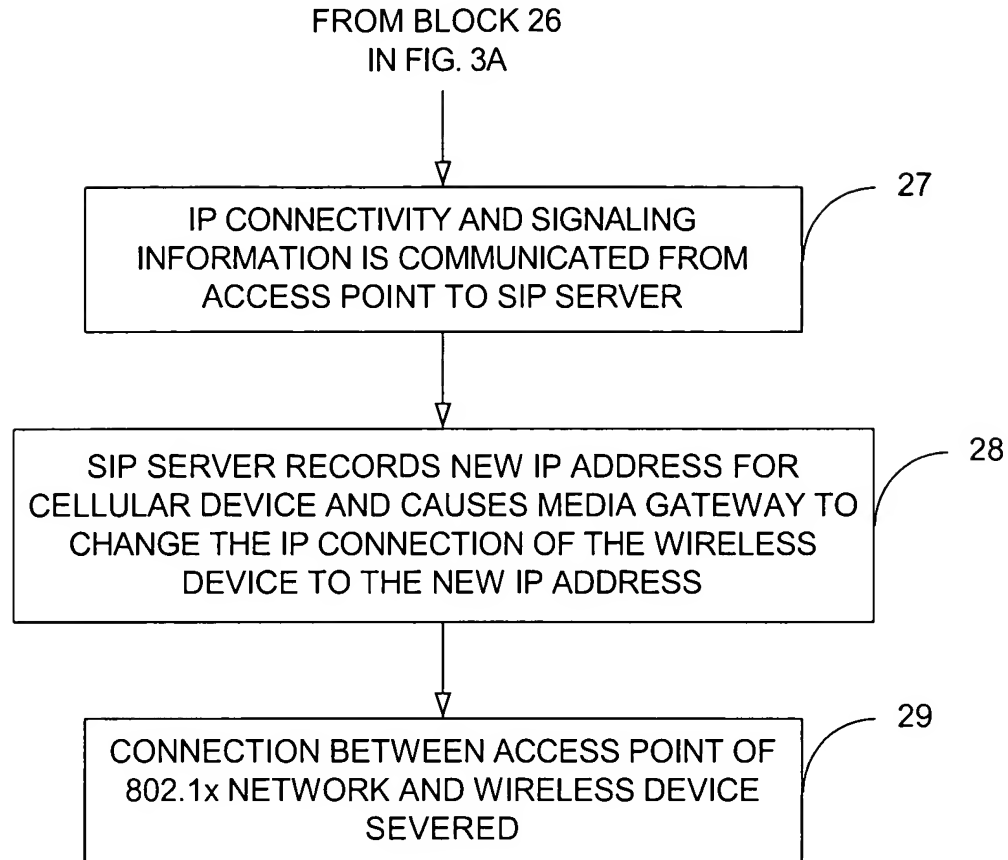 FROM BLOCK 26
IN FIG. 3A
27
IP CONNECTIVITY AND SIGNALING
INFORMATION IS COMMUNICATED FROM
ACCESS POINT TO SIP SERVER
28
SIP SERVER RECORDS NEW IP ADDRESS FOR
CELLULAR DEVICE AND CAUSES MEDIA GATEWAY TO
CHANGE THE IP CONNECTION OF THE WIRELESS
DEVICE TO THE NEW IP ADDRESS
29
CONNECTION BETWEEN ACCESS POINT OF
802.1x NETWORK AND WIRELESS DEVICE
SEVERED